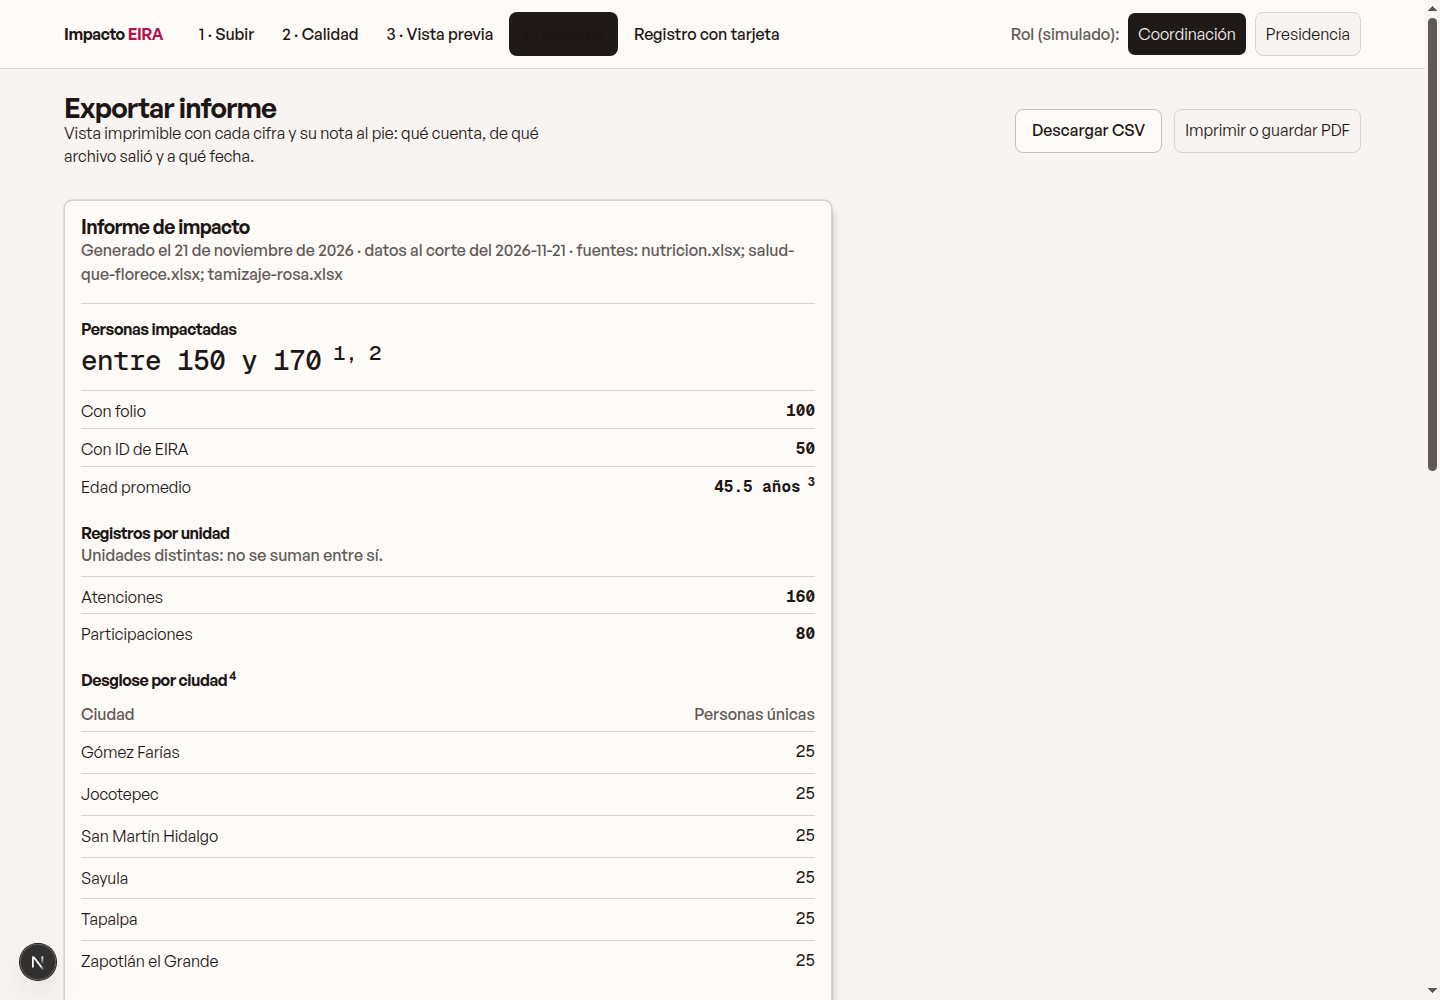 Impacto EIRA
1 · Subir
2 · Calidad
3 · Vista previa
Registro con tarjeta
Rol (simulado):
Coordinación
Presidencia
Exportar informe
Vista imprimible con cada cifra y su nota al pie: qué cuenta, de qué
archivo salió y a qué fecha.
Descargar CSV
Imprimir o guardar PDF
Informe de impacto
Generado el 21 de noviembre de 2026 · datos al corte del 2026-11-21 · fuentes: nutricion.xlsx; salud-
que-florece.xlsx; tamizaje-rosa.xlsx
Personas impactadas
entre 150 y 170 1, 2
Con folio 100
Con ID de EIRA 50
Edad promedio 45.5 años 3
Registros por unidad
Unidades distintas: no se suman entre sí.
Atenciones 160
Participaciones 80
Desglose por ciudad 4
Ciudad Personas únicas
Gómez Farías 25
Jocotepec 25
San Martín Hidalgo 25
Sayula 25
Tapalpa 25
Zapotlán el Grande 25
N